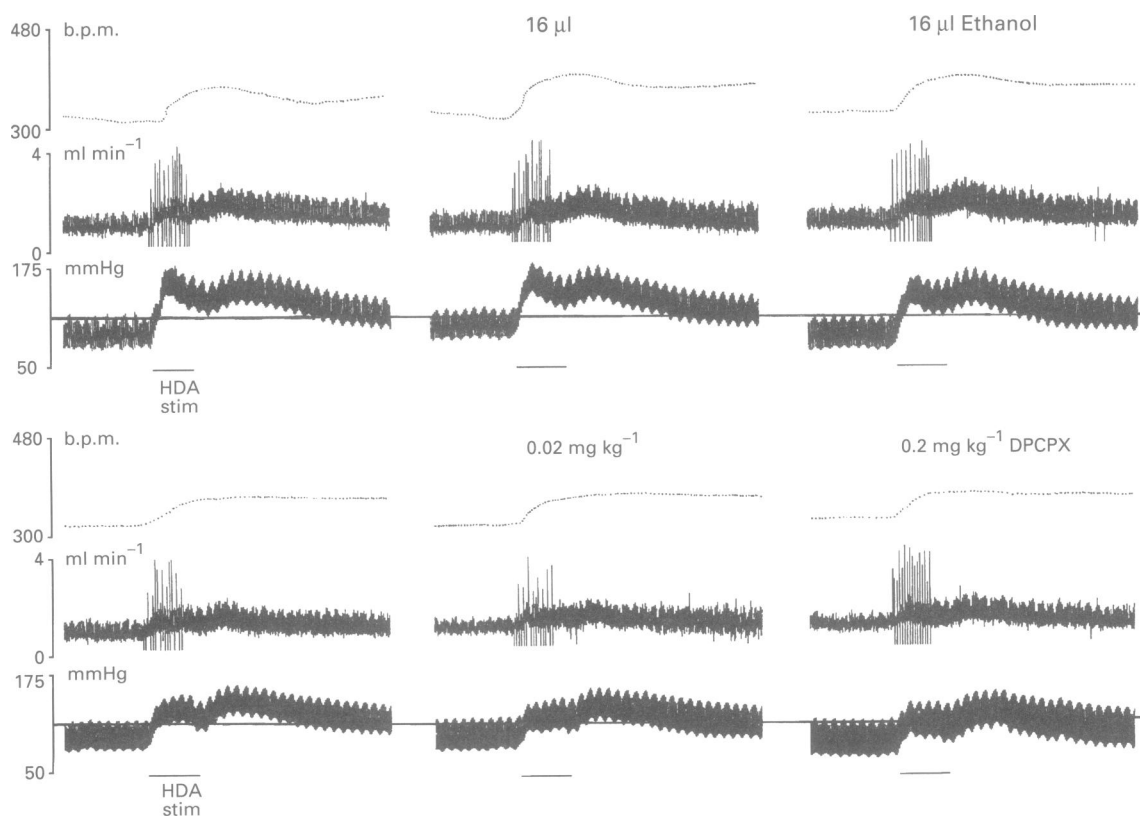 480 b.p.m. 16 μl 16 μl Ethanol
300
4 ml min⁻¹
0
175 mmHg
50
HDA
stim
480 b.p.m. 0.02 mg kg⁻¹ 0.2 mg kg⁻¹ DPCPX
300
4 ml min⁻¹
0
175 mmHg
50
HDA
stim